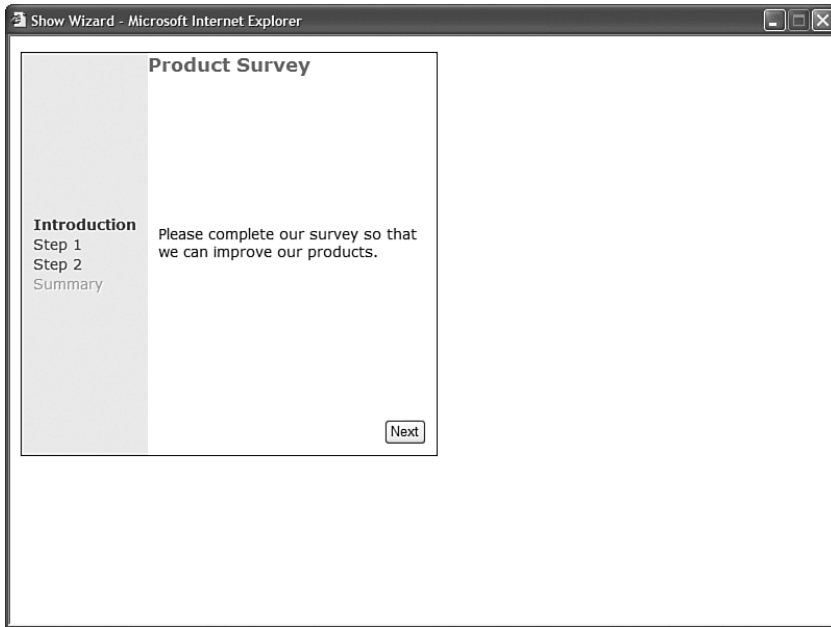 Show Wizard - Microsoft Internet Explorer
Product Survey
Introduction
Step 1
Step 2
Summary
Please complete our survey so that
we can improve our products.
Next